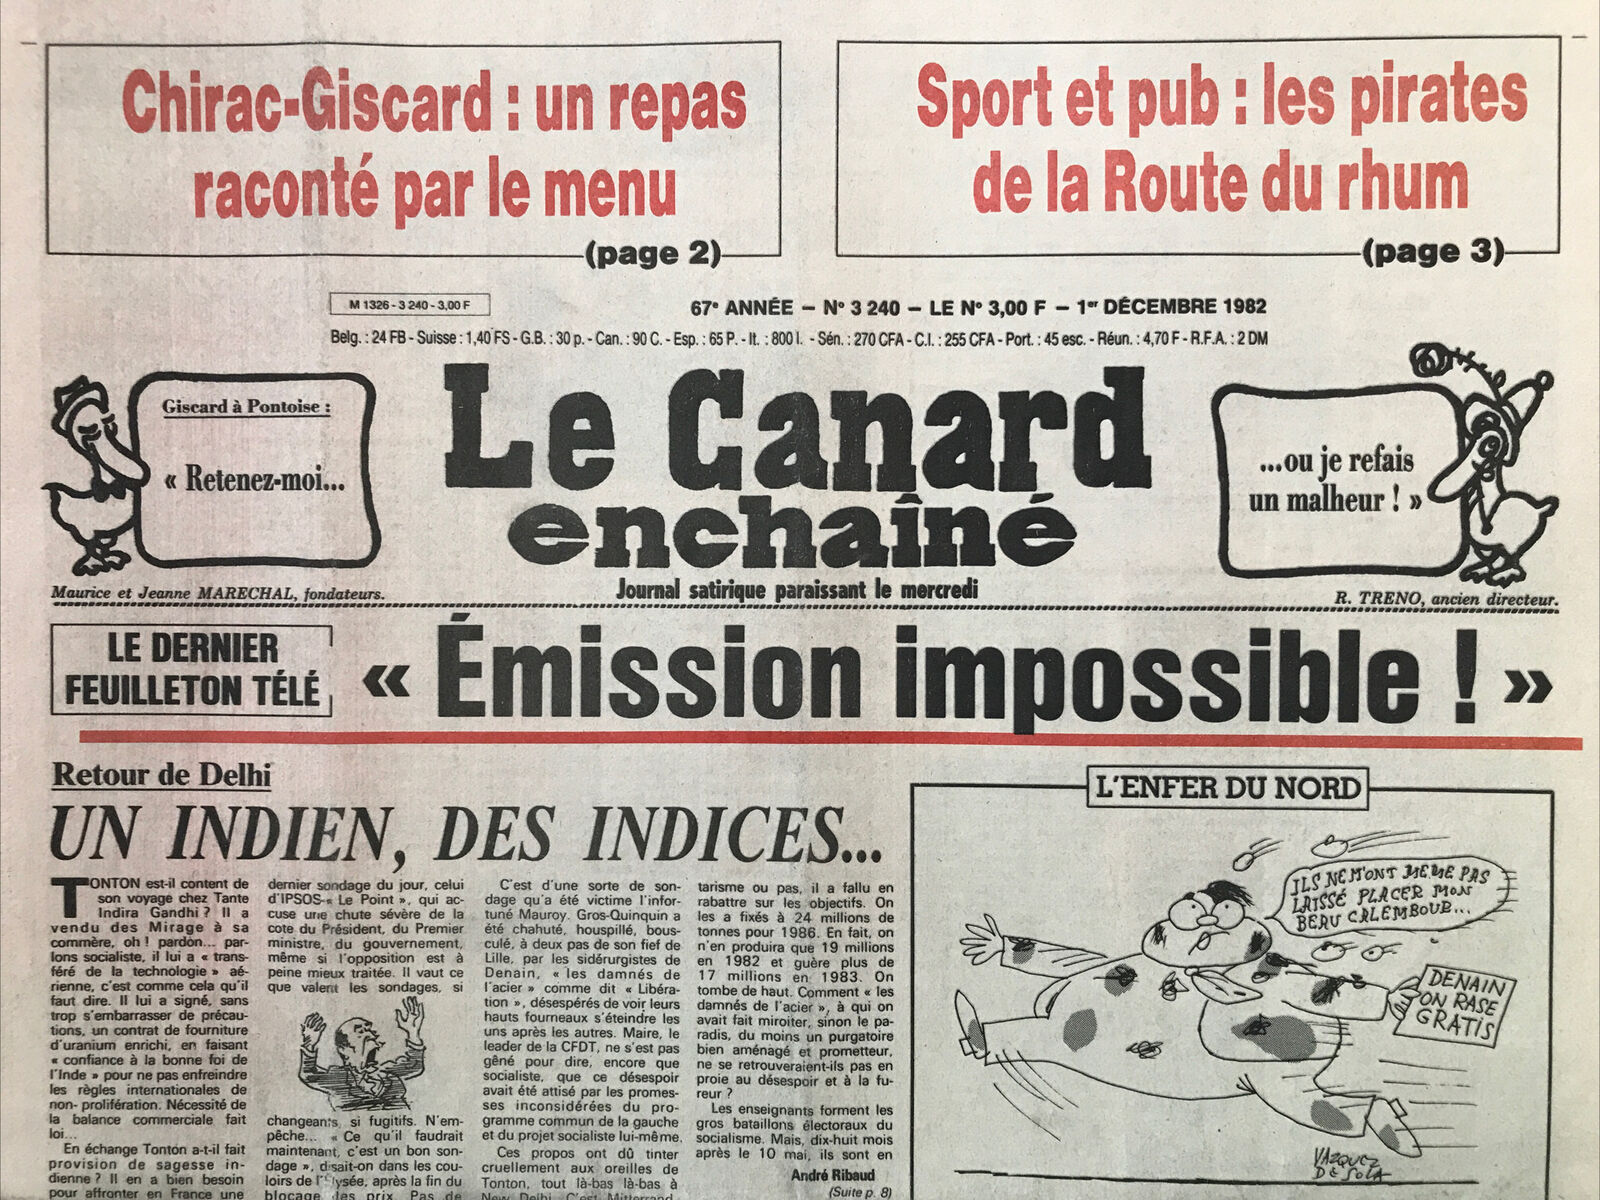 Chirac-Giscard : un repas
raconté par le menu
(page 2)
Sport et pub : les pirates
de la Route du rhum
(page 3)
M 1326 - 3 240 - 3,00 F
67e ANNÉE – No 3 240 – LE No 3,00 F – 1er DÉCEMBRE 1982
Belg. : 24 FB - Suisse : 1,40 FS - G.B. : 30 p. - Can. : 90 C. - Esp. : 65 P. - It. : 800 l. - Sén. : 270 CFA - C.I. : 255 CFA - Port. : 45 esc. - Réun. : 4,70 F - R.F.A. : 2 DM
Giscard à Pontoise :
« Retenez-moi...
Le Canard
enchaîné
...ou je refais
un malheur ! »
Journal satirique paraissant le mercredi
Maurice et Jeanne MARECHAL, fondateurs.
R. TRENO, ancien directeur.
LE DERNIER
FEUILLETON TÉLÉ
« Émission impossible ! »
Retour de Delhi
UN INDIEN, DES INDICES...
TONTON est-il content de
son voyage chez Tante
Indira Gandhi ? Il a
vendu des Mirage à sa
commère, oh ! pardon... par-
lons socialiste, il lui a « trans-
féré de la technologie » aé-
rienne, c'est comme cela qu'il
faut dire. Il lui a signé, sans
trop s'embarrasser de précau-
tions, un contrat de fourniture
d'uranium enrichi, en faisant
« confiance à la bonne foi de
l'Inde » pour ne pas enfreindre
les règles internationales de
non- prolifération. Nécessité de
la balance commerciale fait
loi...
En échange Tonton a-t-il fait
provision de sagesse in-
dienne ? Il en a bien besoin
pour affronter en France une
dernier sondage du jour, celui
d'IPSOS-« Le Point », qui ac-
cuse une chute sévère de la
cote du Président, du Premier
ministre, du gouvernement,
même si l'opposition est à
peine mieux traitée. Il vaut ce
que valent les sondages, si
changeants, si fugitifs. N'em-
pêche... « Ce qu'il faudrait
maintenant, c'est un bon son-
dage », disait-on dans les cou-
loirs de l'Elysée, après la fin du
blocage des prix. Pas de
C'est d'une sorte de son-
dage qu'a été victime l'infor-
tuné Mauroy. Gros-Quinquin a
été chahuté, houspillé, bous-
culé, à deux pas de son fief de
Lille, par les sidérurgistes de
Denain, « les damnés de
l'acier » comme dit « Libéra-
tion », désespérés de voir leurs
hauts fourneaux s'éteindre les
uns après les autres. Maire, le
leader de la CFDT, ne s'est pas
gêné pour dire, encore que
socialiste, que ce désespoir
avait été attisé par les promes-
ses inconsidérées du pro-
gramme commun de la gauche
et du projet socialiste lui-même.
Ces propos ont dû tinter
cruellement aux oreilles de
Tonton, tout là-bas là-bas à
New Delhi. C'est Mitterrand
tarisme ou pas, il a fallu en
rabattre sur les objectifs. On
les a fixés à 24 millions de
tonnes pour 1986. En fait, on
n'en produira que 19 millions
en 1982 et guère plus de
17 millions en 1983. On
tombe de haut. Comment « les
damnés de l'acier », à qui on
avait fait miroiter, sinon le pa-
radis, du moins un purgatoire
bien aménagé et prometteur,
ne se retrouveraient-ils pas en
proie au désespoir et à la fu-
reur ?
Les enseignants forment les
gros bataillons électoraux du
socialisme. Mais, dix-huit mois
après le 10 mai, ils sont en
André Ribaud
(Suite p. 8)
L'ENFER DU NORD
ILS NE M'ONT MEME PAS
LAISSÉ PLACER MON
BEAU CALEMBOUR...
DENAIN
ON RASE
GRATIS
VAZQUEZ
DE SOLA